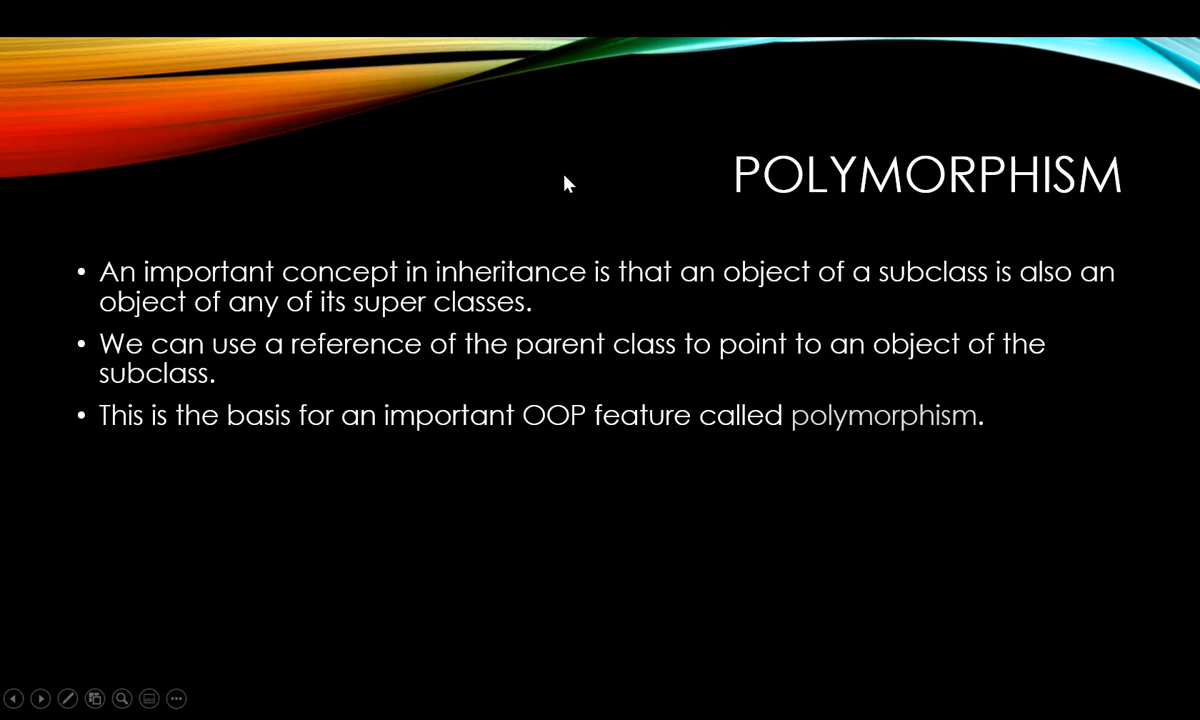 POLYMORPHISM
• An important concept in inheritance is that an object of a subclass is also an
object of any of its super classes.
• We can use a reference of the parent class to point to an object of the
subclass.
• This is the basis for an important OOP feature called polymorphism.